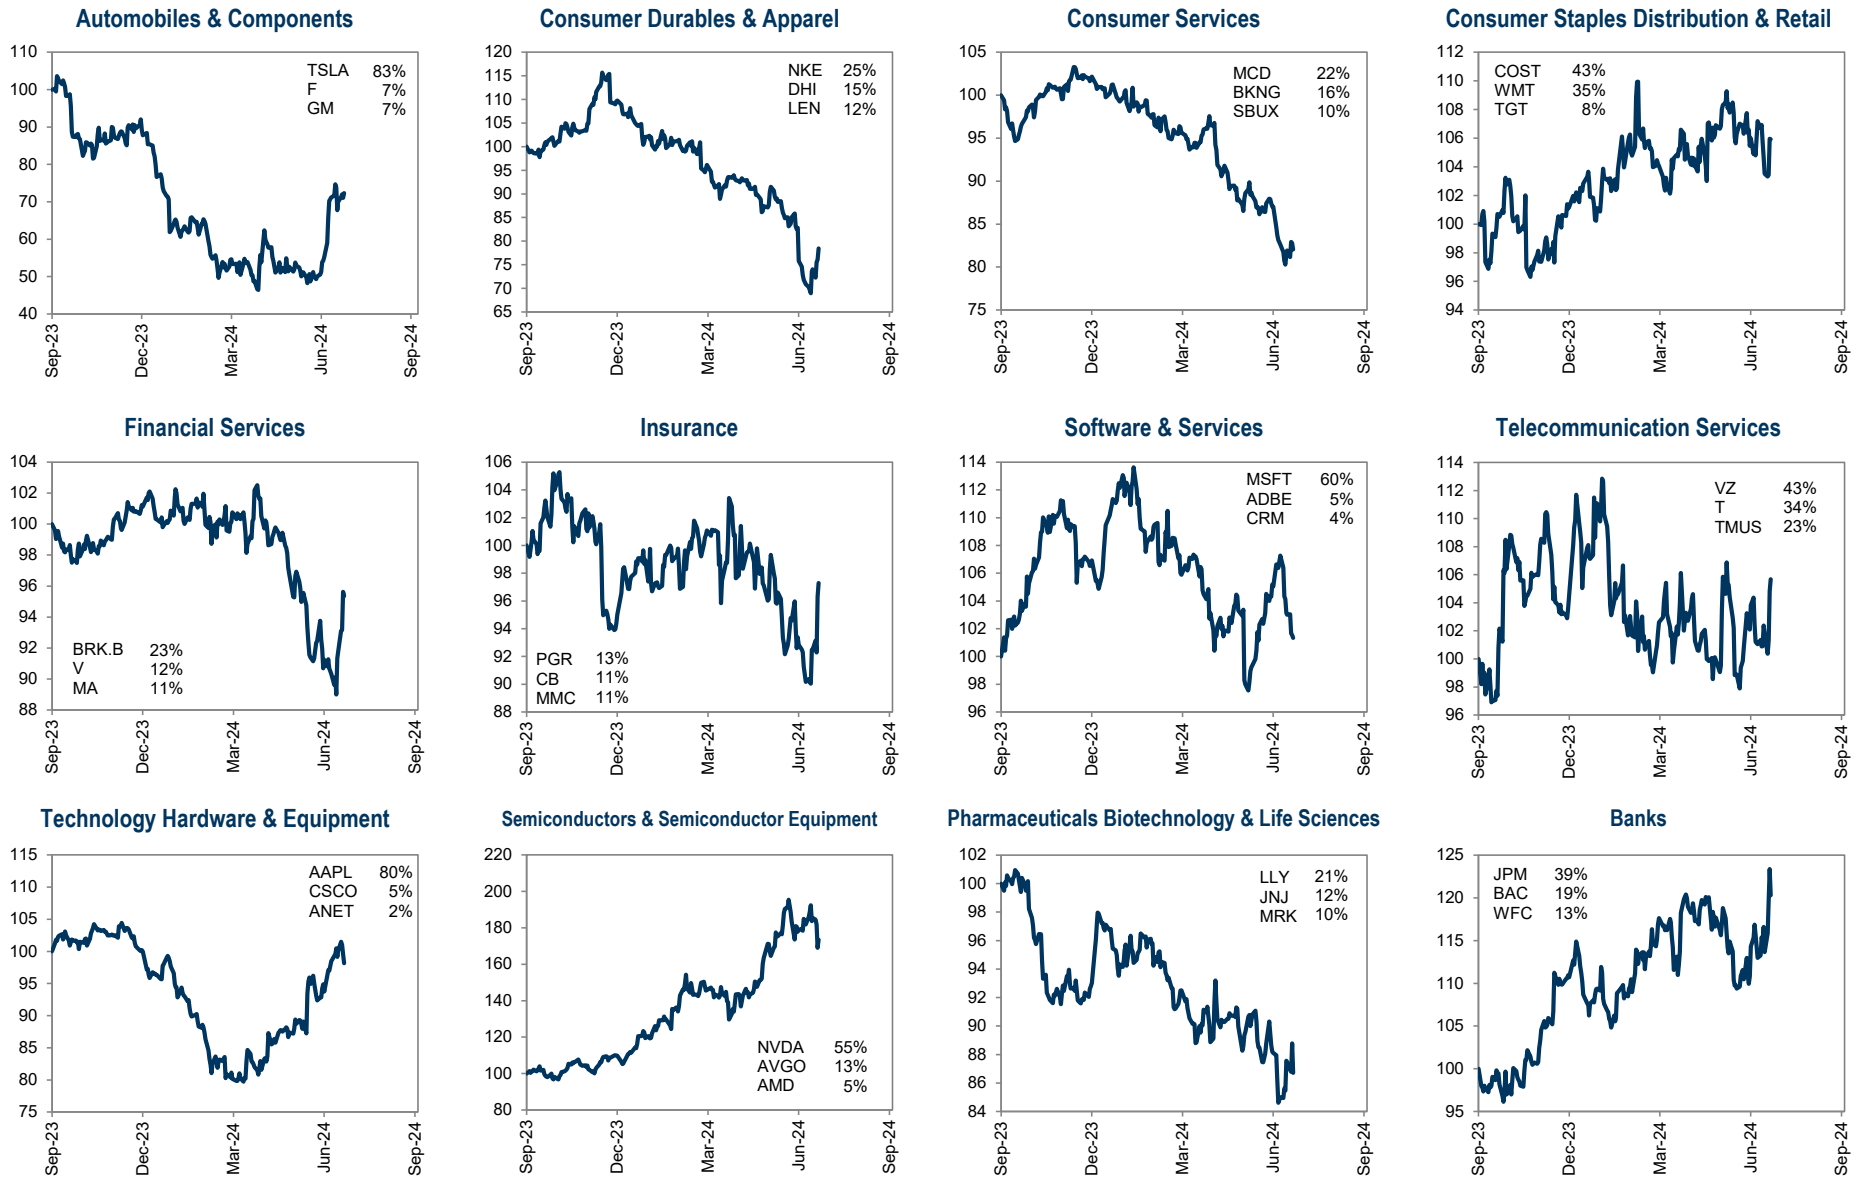 Automobiles & Components
110
100
90
80
70
60
50
40
TSLA 83%
F 7%
GM 7%
Sep-23
Dec-23
Mar-24
Jun-24
Sep-24
Consumer Durables & Apparel
120
115
110
105
100
95
90
85
80
75
70
65
NKE 25%
DHI 15%
LEN 12%
Sep-23
Dec-23
Mar-24
Jun-24
Sep-24
Consumer Services
105
100
95
90
85
80
75
MCD 22%
BKNG 16%
SBUX 10%
Sep-23
Dec-23
Mar-24
Jun-24
Sep-24
Consumer Staples Distribution & Retail
112
110
108
106
104
102
100
98
96
94
COST 43%
WMT 35%
TGT 8%
Sep-23
Dec-23
Mar-24
Jun-24
Sep-24
Financial Services
104
102
100
98
96
94
92
90
88
BRK.B 23%
V 12%
MA 11%
Sep-23
Dec-23
Mar-24
Jun-24
Sep-24
Insurance
106
104
102
100
98
96
94
92
90
88
PGR 13%
CB 11%
MMC 11%
Sep-23
Dec-23
Mar-24
Jun-24
Sep-24
Software & Services
114
112
110
108
106
104
102
100
98
96
MSFT 60%
ADBE 5%
CRM 4%
Sep-23
Dec-23
Mar-24
Jun-24
Sep-24
Telecommunication Services
114
112
110
108
106
104
102
100
98
96
VZ 43%
T 34%
TMUS 23%
Sep-23
Dec-23
Mar-24
Jun-24
Sep-24
Technology Hardware & Equipment
115
110
105
100
95
90
85
80
75
AAPL 80%
CSCO 5%
ANET 2%
Sep-23
Dec-23
Mar-24
Jun-24
Sep-24
Semiconductors & Semiconductor Equipment
220
200
180
160
140
120
100
80
NVDA 55%
AVGO 13%
AMD 5%
Sep-23
Dec-23
Mar-24
Jun-24
Sep-24
Pharmaceuticals Biotechnology & Life Sciences
102
100
98
96
94
92
90
88
86
84
LLY 21%
JNJ 12%
MRK 10%
Sep-23
Dec-23
Mar-24
Jun-24
Sep-24
Banks
125
120
115
110
105
100
95
JPM 39%
BAC 19%
WFC 13%
Sep-23
Dec-23
Mar-24
Jun-24
Sep-24